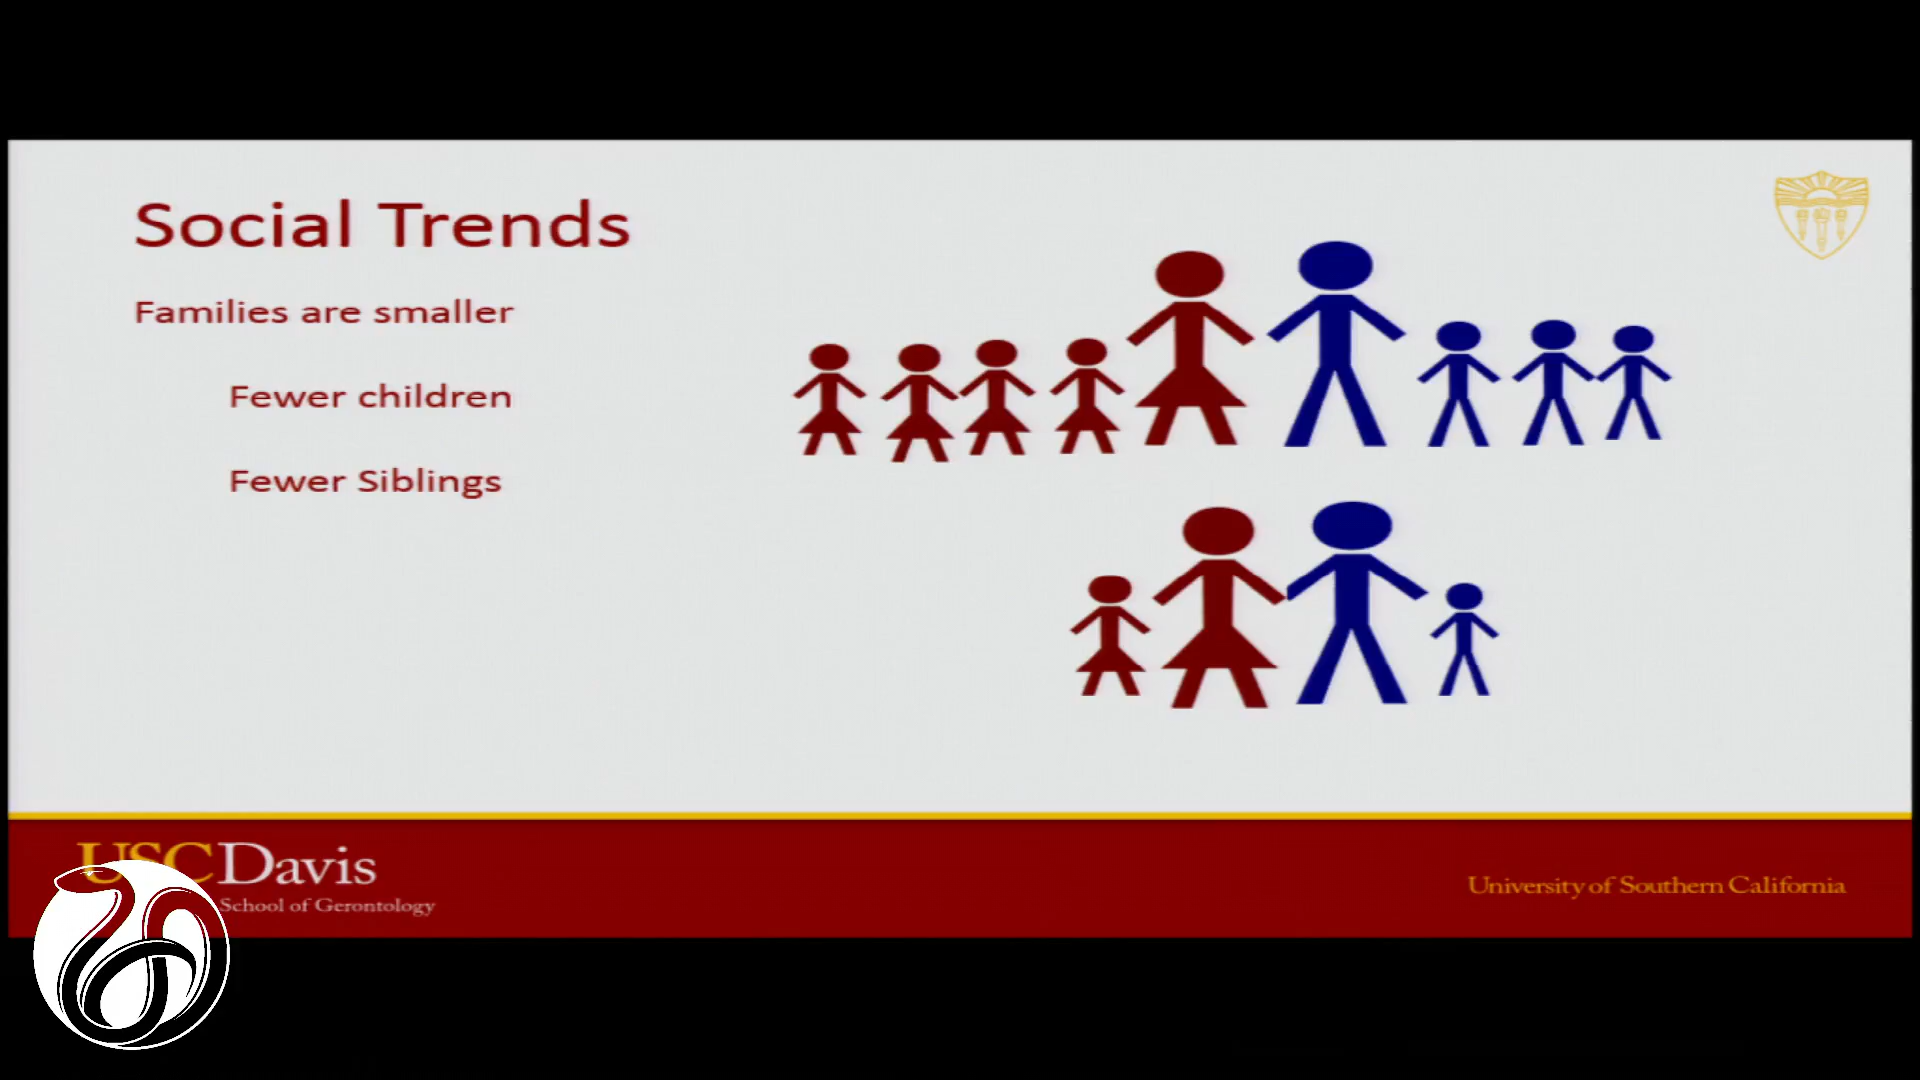 Social Trends
Families are smaller
Fewer children
Fewer Siblings
USC Davis
School of Gerontology
University of Southern California